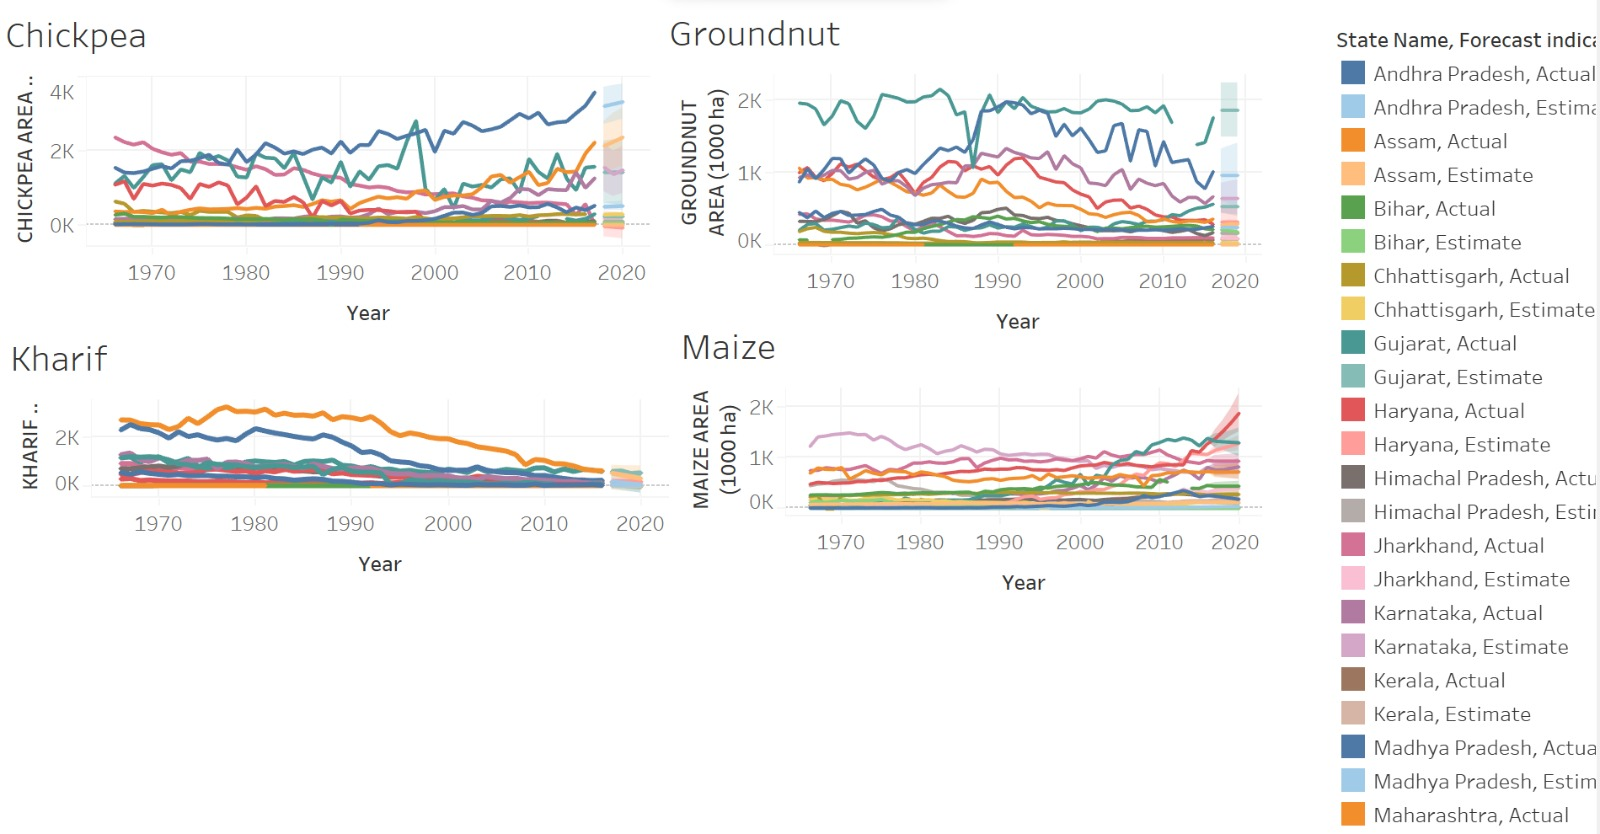 Chickpea
CHICKPEA AREA ..
4K
2K
0K
1970 1980 1990 2000 2010 2020
Year
Groundnut
GROUNDNUT
AREA (1000 ha)
2K
1K
0K
1970 1980 1990 2000 2010 2020
Year
Kharif
KHARIF ..
2K
0K
1970 1980 1990 2000 2010 2020
Year
Maize
MAIZE AREA
(1000 ha)
2K
1K
0K
1970 1980 1990 2000 2010 2020
Year
State Name, Forecast indica
Andhra Pradesh, Actual
Andhra Pradesh, Estima
Assam, Actual
Assam, Estimate
Bihar, Actual
Bihar, Estimate
Chhattisgarh, Actual
Chhattisgarh, Estimate
Gujarat, Actual
Gujarat, Estimate
Haryana, Actual
Haryana, Estimate
Himachal Pradesh, Actu
Himachal Pradesh, Estir
Jharkhand, Actual
Jharkhand, Estimate
Karnataka, Actual
Karnataka, Estimate
Kerala, Actual
Kerala, Estimate
Madhya Pradesh, Actua
Madhya Pradesh, Estim
Maharashtra, Actual